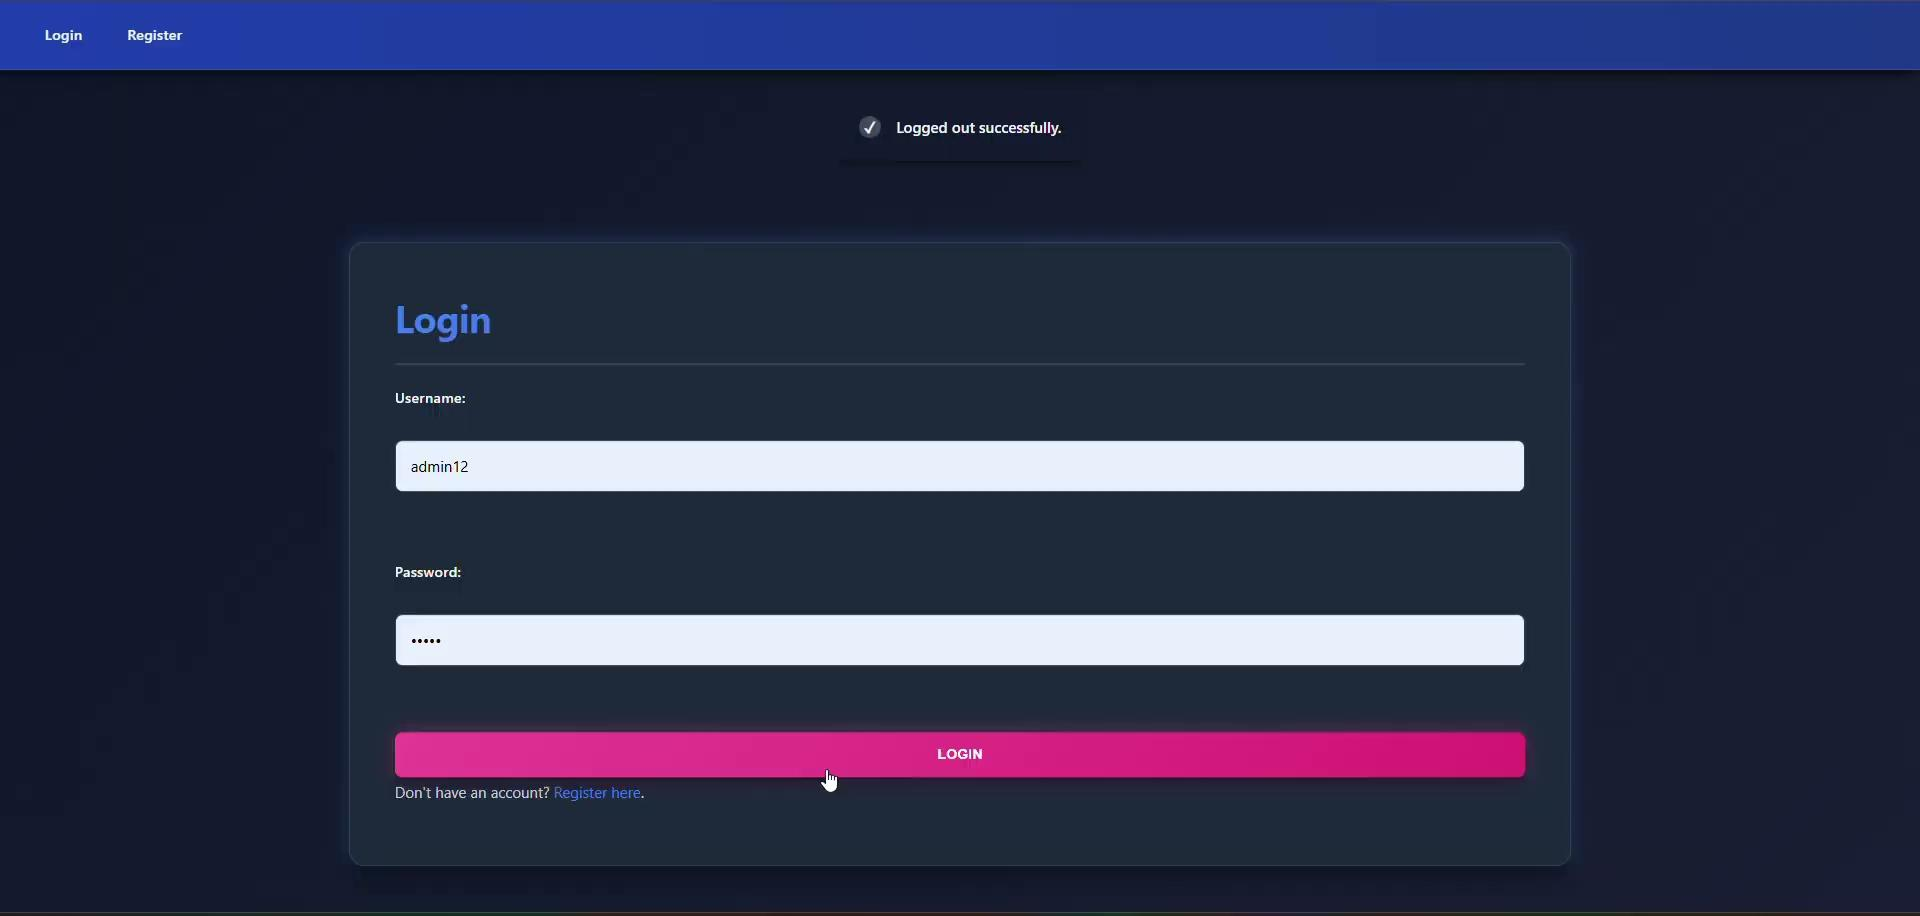 Login Register
Logged out successfully.
Login
Username:
admin12
Password:
•••••
LOGIN
Don't have an account? Register here.